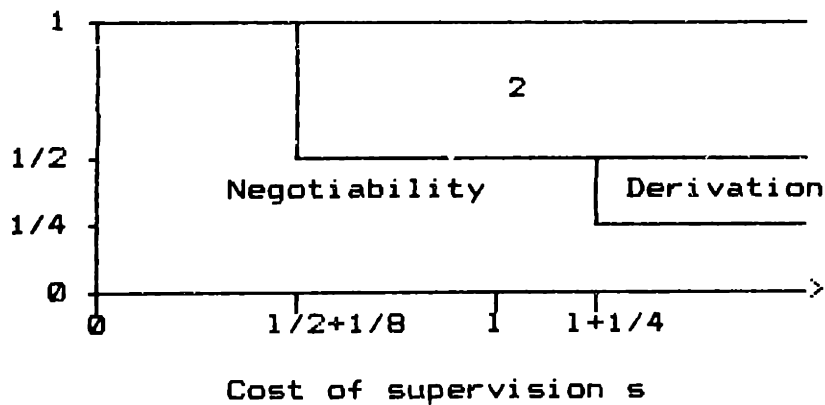 1
2
1/2
Negotiability Derivation
1/4
0
0 1/2+1/8 1 1+1/4
Cost of supervision s